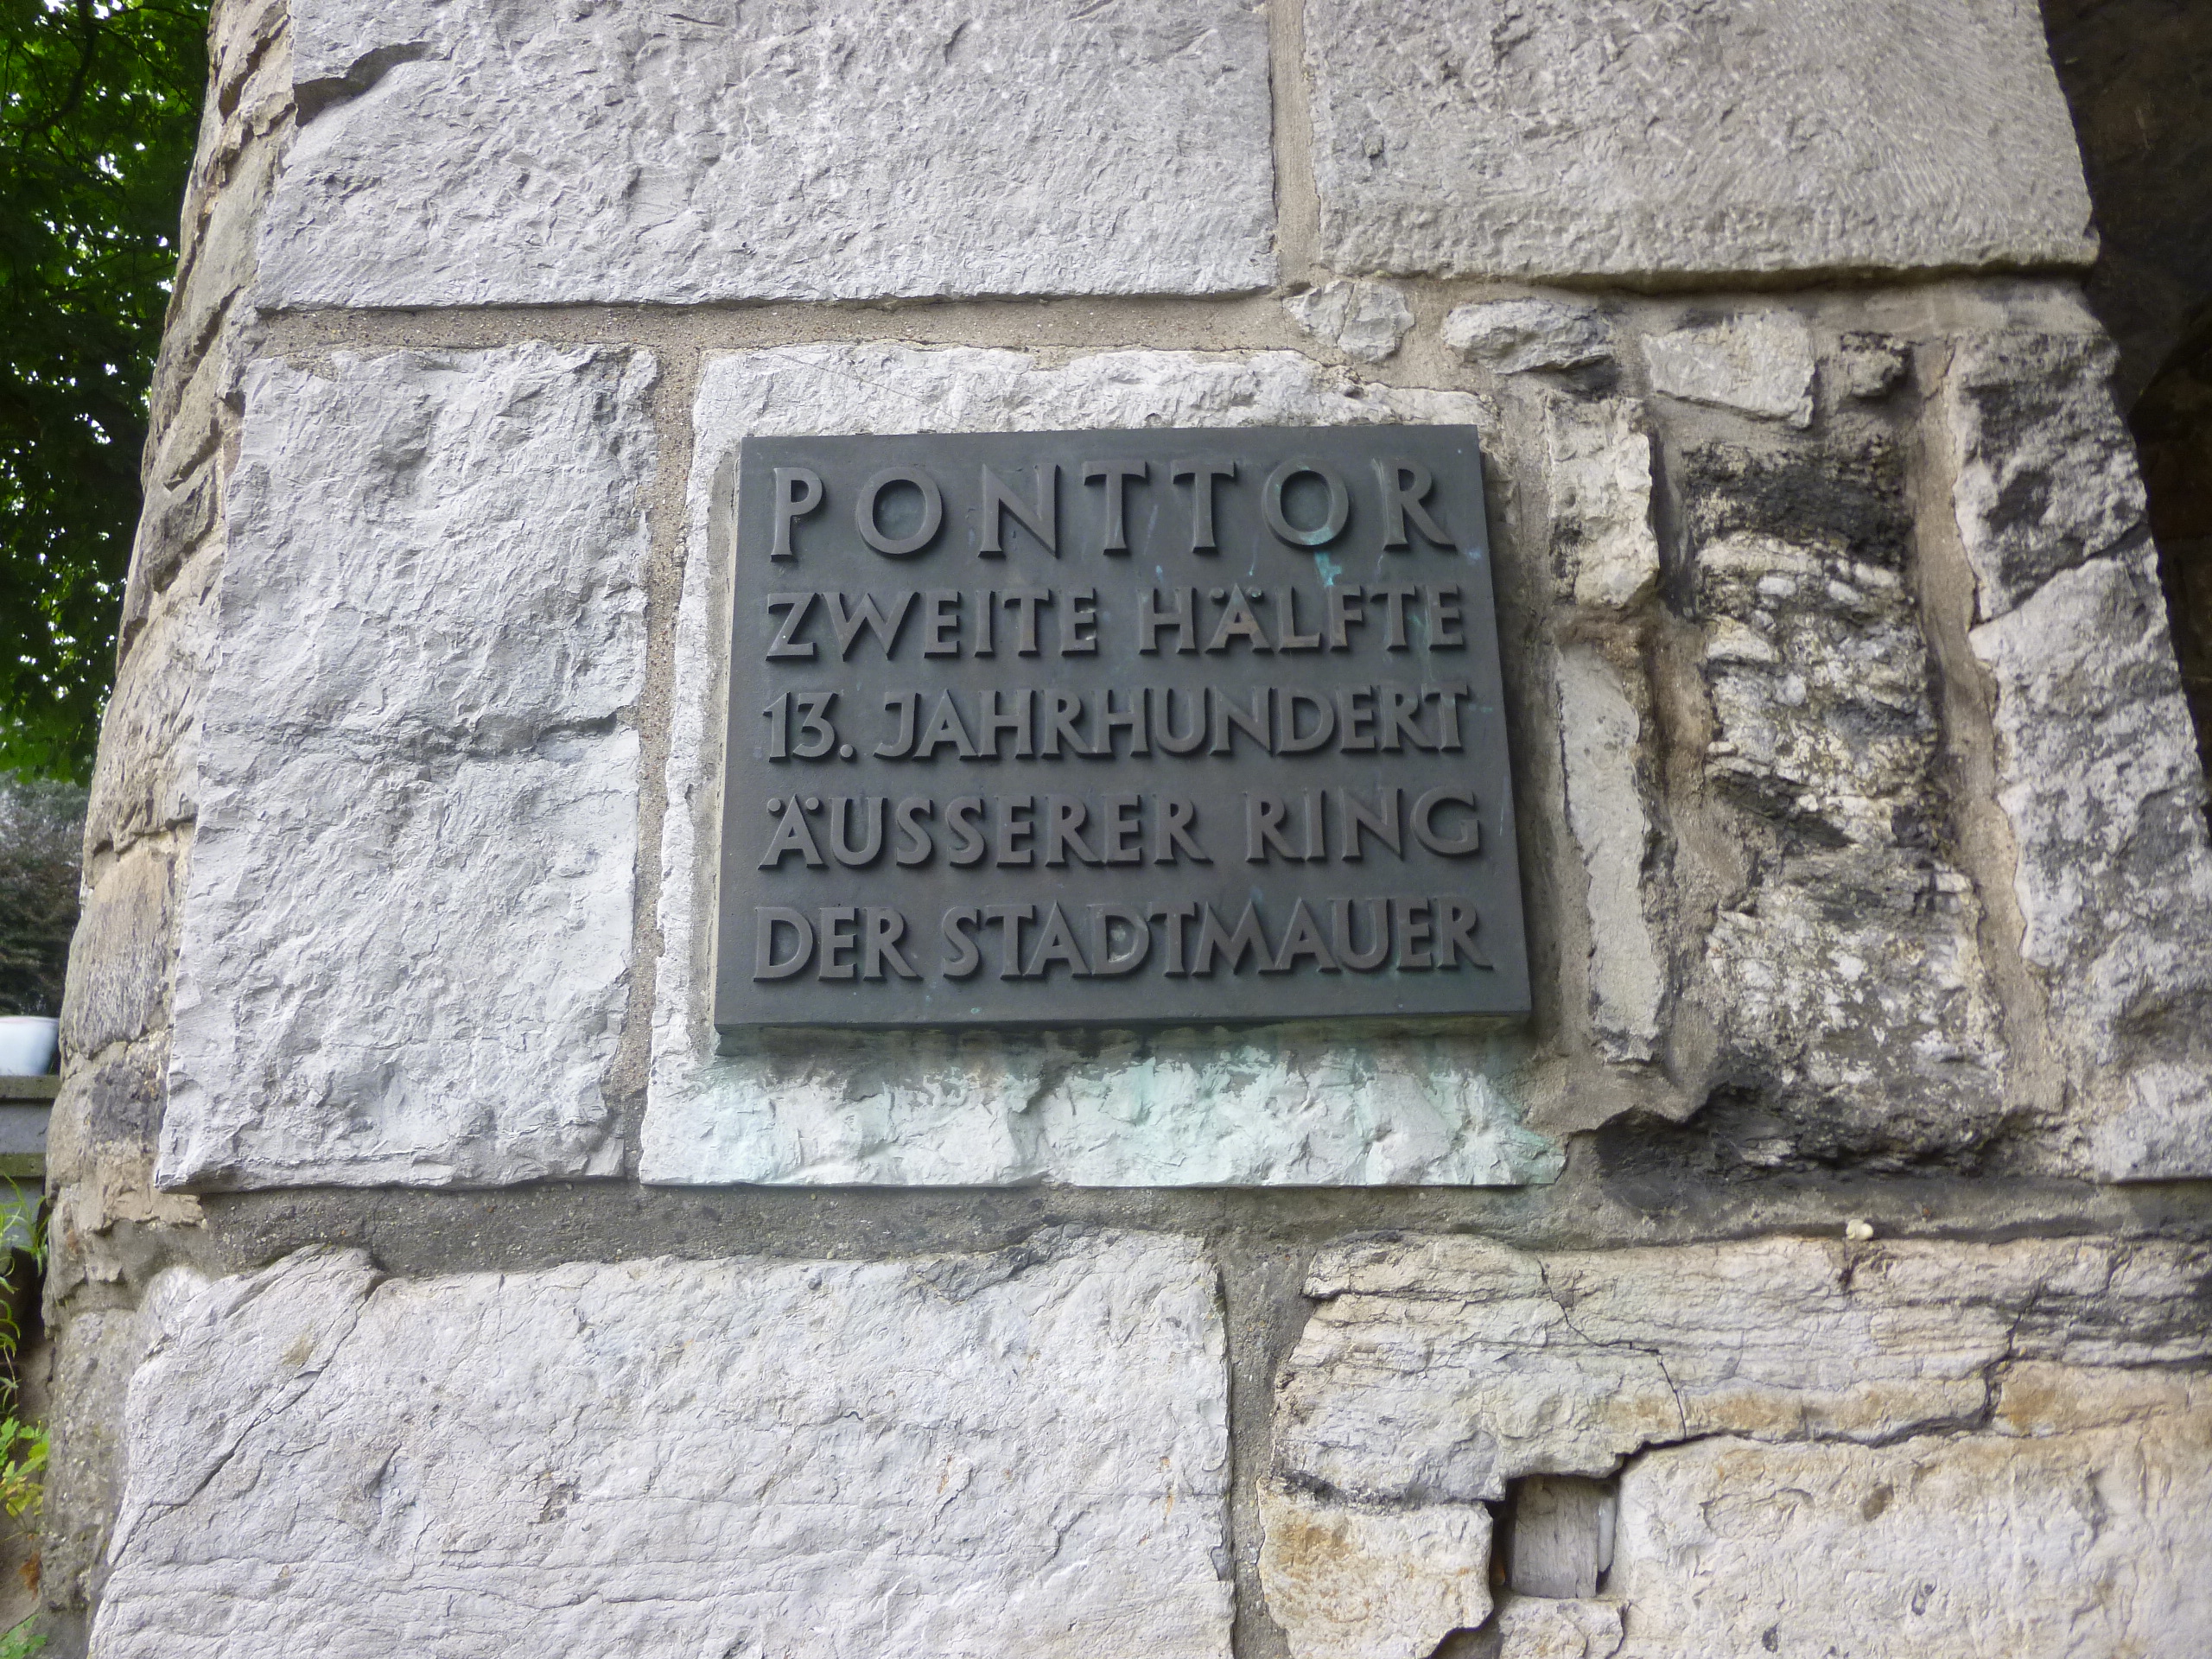 PONTTOR
ZWEITE HÄLFTE
13. JAHRHUNDERT
ÄUSSERER RING
DER STADTMAUER